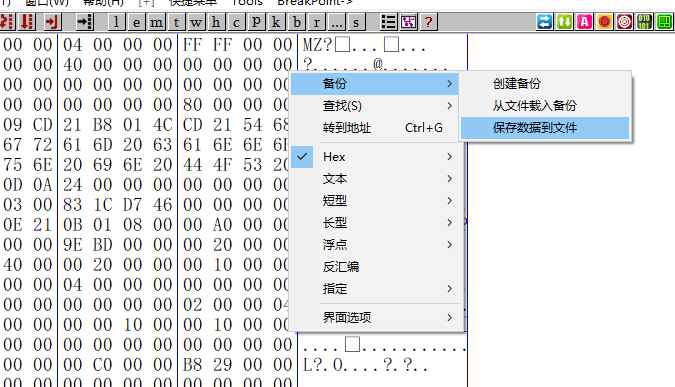 T) 窗口(W) 帮助(H) [+] 快捷菜单 Tools BreakPoint->
l e m t w h c p k b r ... s ?
00 00 04 00 00 00 FF FF 00 00 MZ?□...□...
00 00 40 00 00 00 00 00 00 00 ?.......@.......
00 00 00 00 00 00 00 00 00 00
00 00 00 00 00 00 80 00 00 00
09 CD 21 B8 01 4C CD 21 54 68
67 72 61 6D 20 63 61 6E 6E 6F
75 6E 20 69 6E 20 44 4F 53 20
0D 0A 24 00 00 00 00 00 00 00
03 00 83 1C D7 46 00 00 00 00
0E 21 0B 01 08 00 00 A0 00 00
00 00 9E BD 00 00 00 20 00 00
40 00 00 20 00 00 00 10 00 00
00 00 04 00 00 00 00 00 00 00
00 00 00 00 00 00 02 00 00 04
00 00 00 00 10 00 00 10 00 00
00 00 00 00 00 00 00 00 00 00 ....□...........
00 00 00 C0 00 00 B8 29 00 00 L?.O....?.?..
备份
查找(S)
转到地址 Ctrl+G
Hex
文本
短型
长型
浮点
反汇编
指定
界面选项
创建备份
从文件载入备份
保存数据到文件